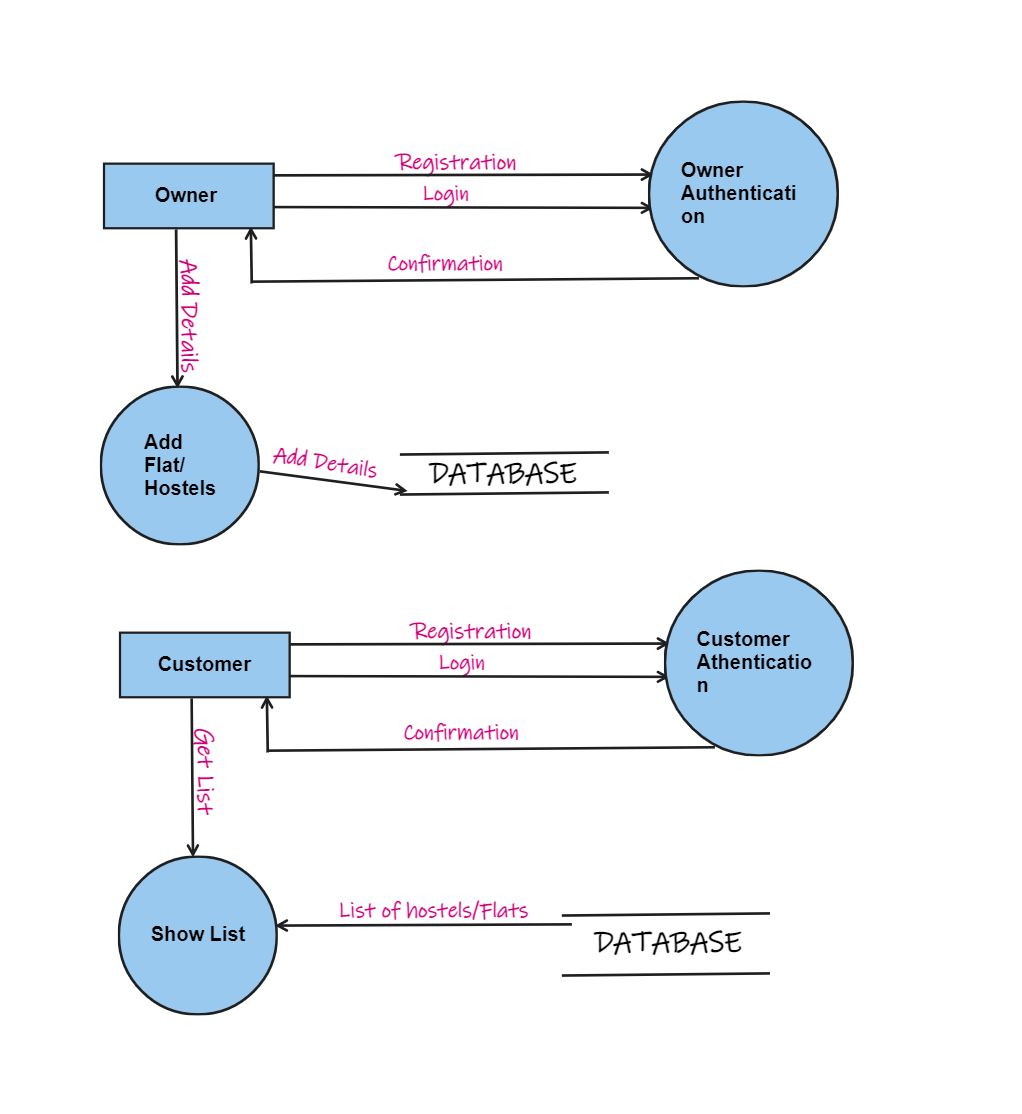 Registration
Owner
Authenticati
on
Owner
Login
Confirmation
Add Details
Add
Flat/
Hostels
Add Details
DATABASE
Registration
Customer
Athenticatio
n
Customer
Login
Confirmation
Get List
List of hostels/Flats
Show List
DATABASE